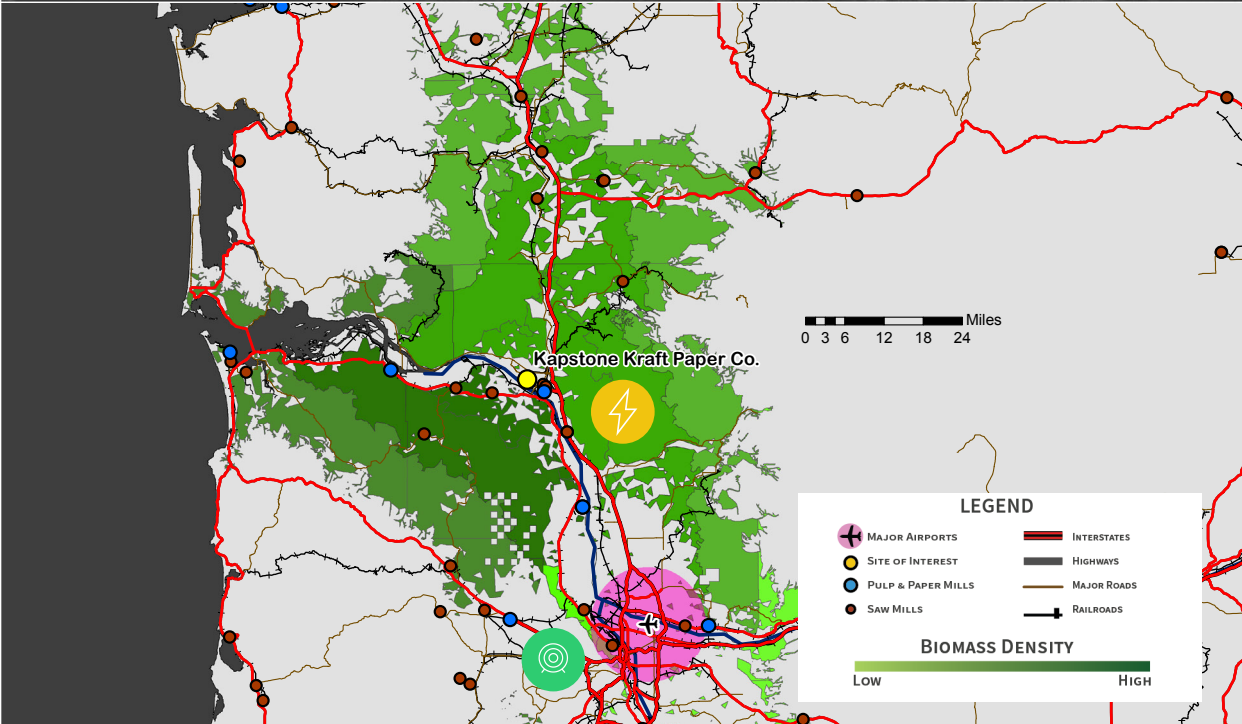 Miles
0 3 6 12 18 24
Kapstone Kraft Paper Co.
LEGEND
MAJOR AIRPORTS
SITE OF INTEREST
PULP & PAPER MILLS
SAW MILLS
INTERSTATES
HIGHWAYS
MAJOR ROADS
RAILROADS
BIOMASS DENSITY
LOW HIGH